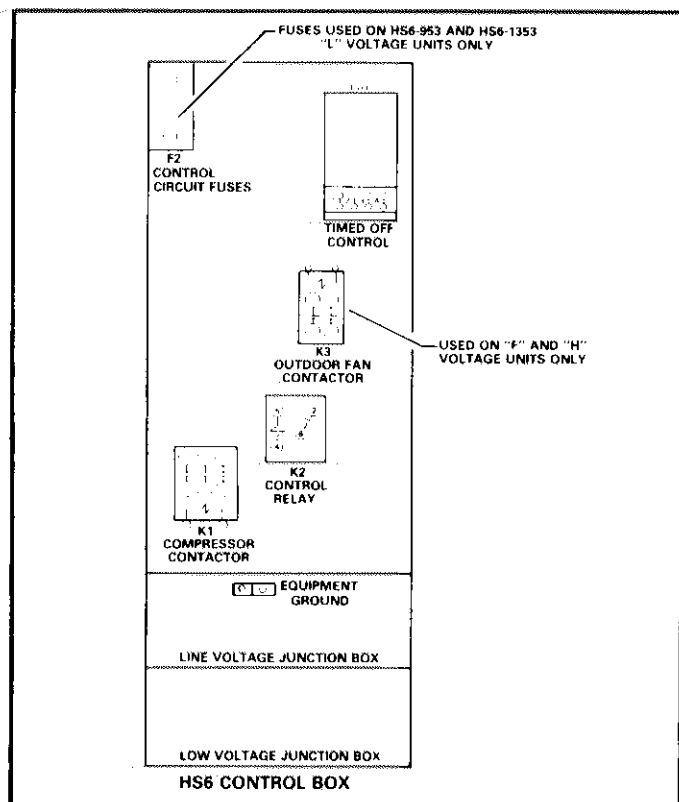 FUSES USED ON HS6-953 AND HS6-1353
"L" VOLTAGE UNITS ONLY
F2
CONTROL
CIRCUIT FUSES
TIMED OFF
CONTROL
K3
OUTDOOR FAN
CONTACTOR
USED ON "F" AND "H"
VOLTAGE UNITS ONLY
K2
CONTROL
RELAY
K1
COMPRESSOR
CONTACTOR
EQUIPMENT
GROUND
LINE VOLTAGE JUNCTION BOX
LOW VOLTAGE JUNCTION BOX
HS6 CONTROL BOX